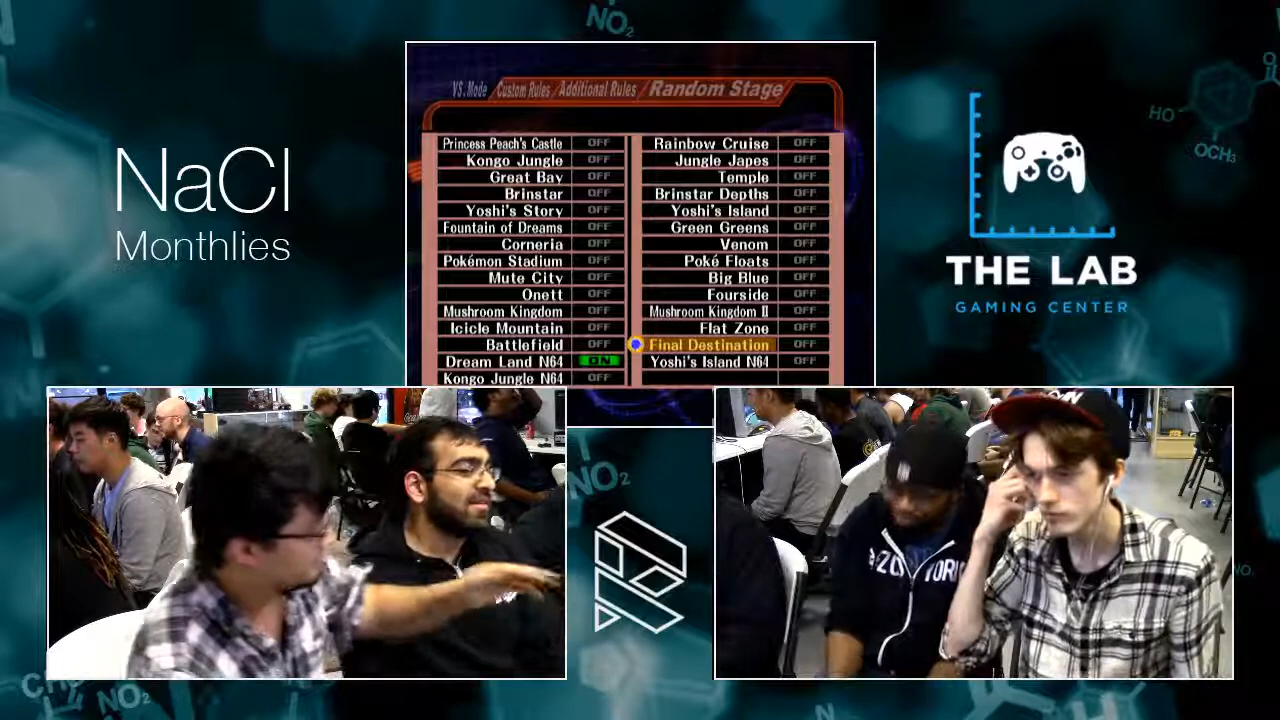 NO₂
VS. Mode / Custom Rules / Additional Rules / Random Stage
Princess Peach's Castle OFF Rainbow Cruise OFF
Kongo Jungle OFF Jungle Japes OFF
Great Bay OFF Temple OFF
Brinstar OFF Brinstar Depths OFF
Yoshi's Story OFF Yoshi's Island OFF
Fountain of Dreams OFF Green Greens OFF
Corneria OFF Venom OFF
Pokémon Stadium OFF Poké Floats OFF
Mute City OFF Big Blue OFF
Onett OFF Fourside OFF
Mushroom Kingdom OFF Mushroom Kingdom II OFF
Icicle Mountain OFF Flat Zone OFF
Battlefield OFF Final Destination OFF
Dream Land N64 ON Yoshi's Island N64 OFF
Kongo Jungle N64 OFF
NaCl
Monthlies
HO
OCH₃
THE LAB
GAMING CENTER
NO₂
NO₂